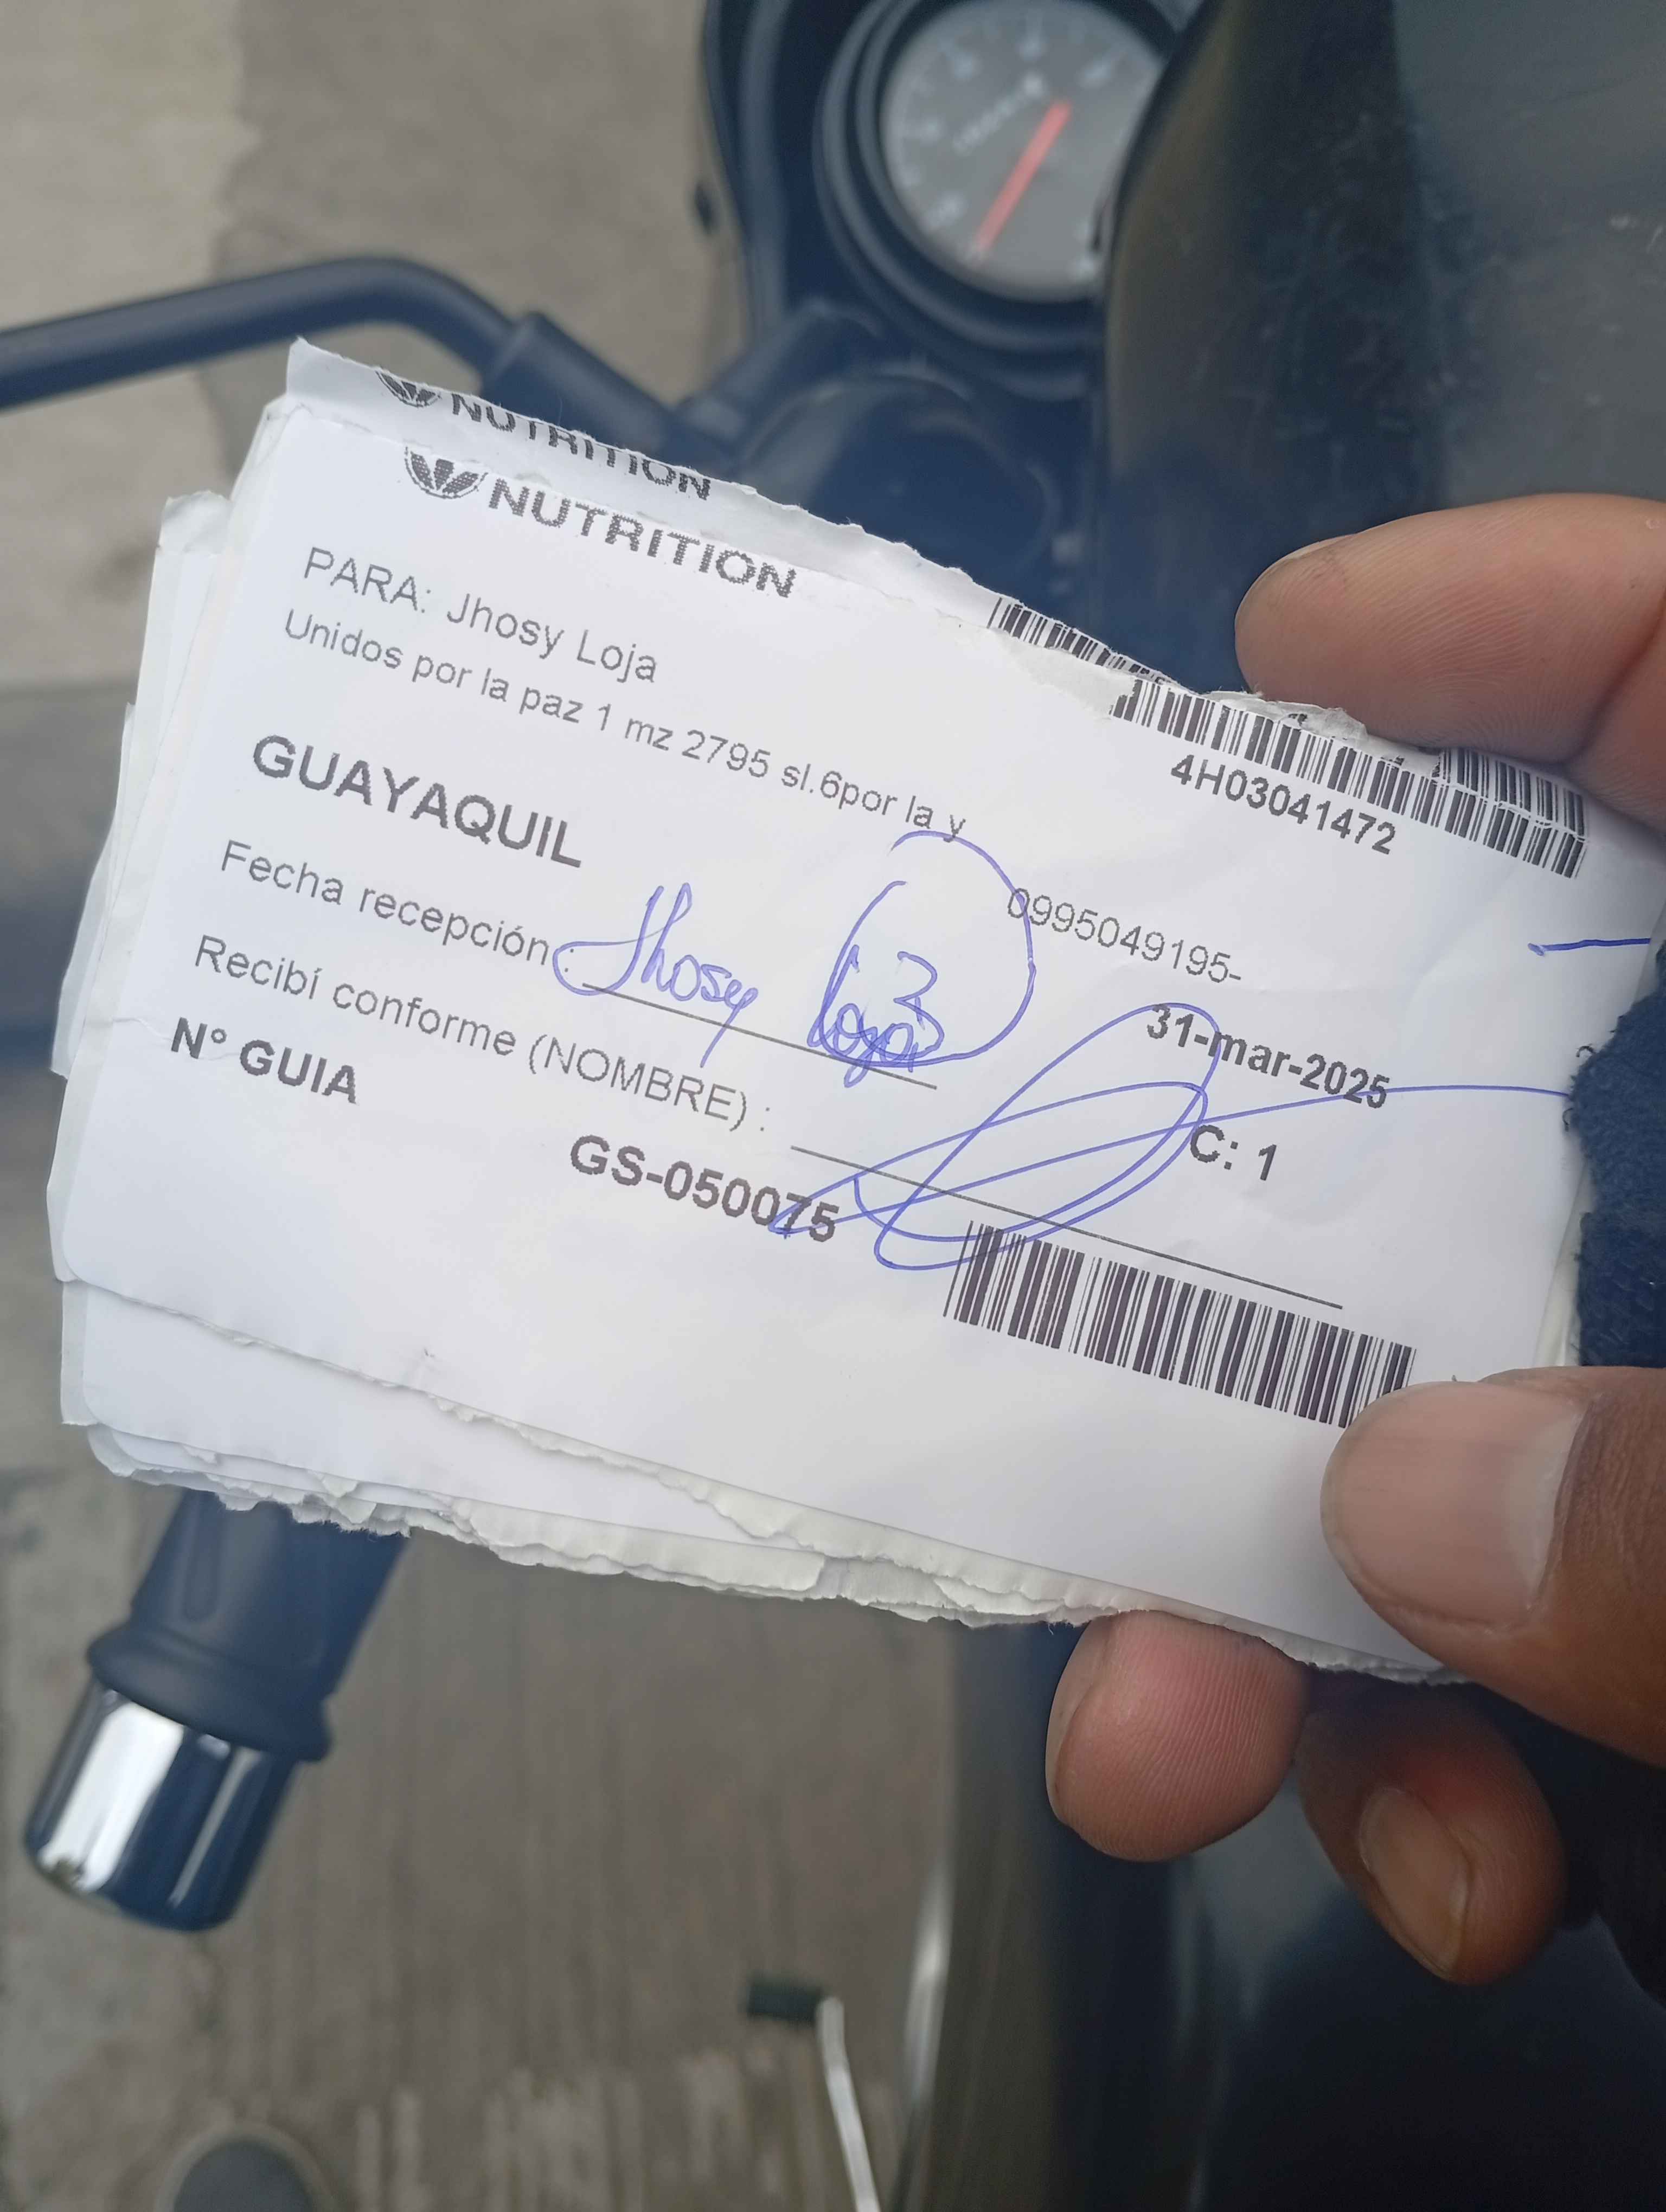 NUTRITION
NUTRITION
4H03041472
PARA: Jhosy Loja
Unidos por la paz 1 mz 2795 sl.6por la y
GUAYAQUIL
0995049195-
Fecha recepción: Jhosy Loja
31-mar-2025
Recibí conforme (NOMBRE) :
C: 1
N° GUIA
GS-050075